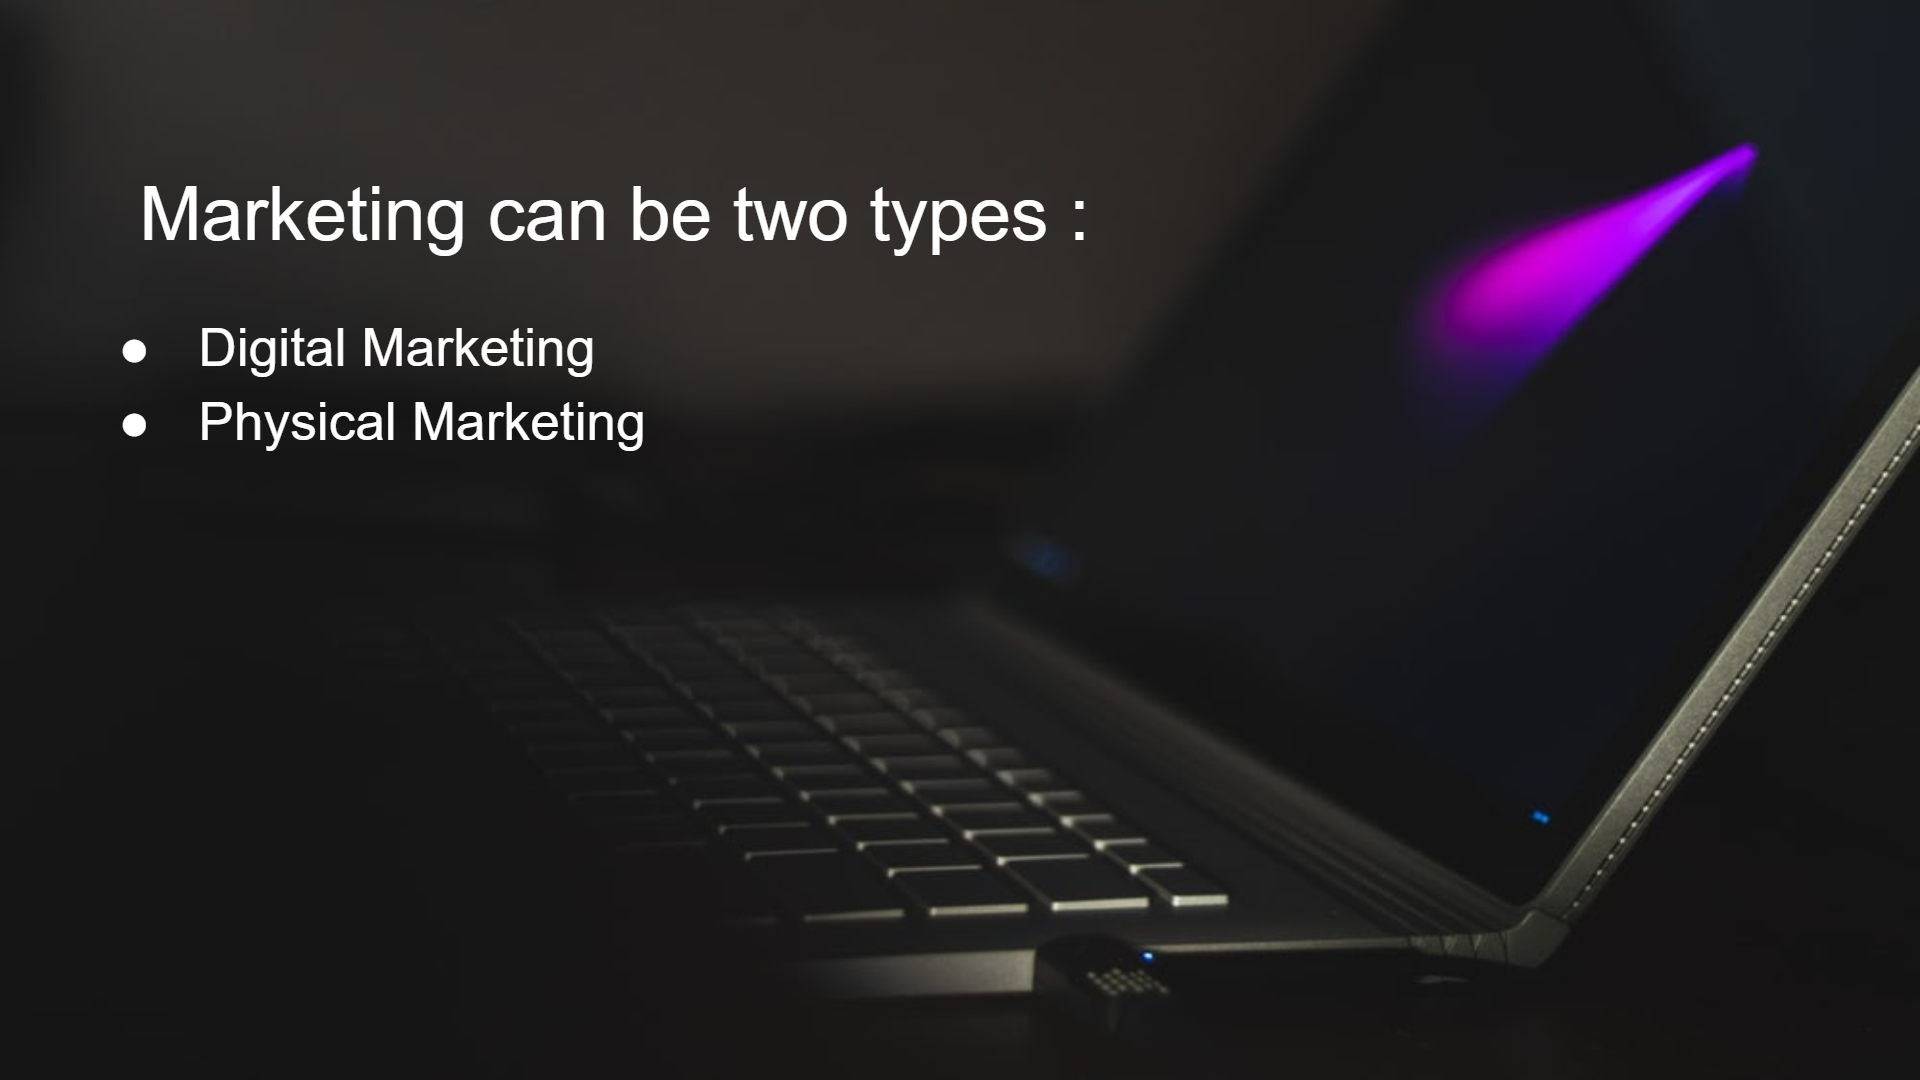 Marketing can be two types :
● Digital Marketing
● Physical Marketing